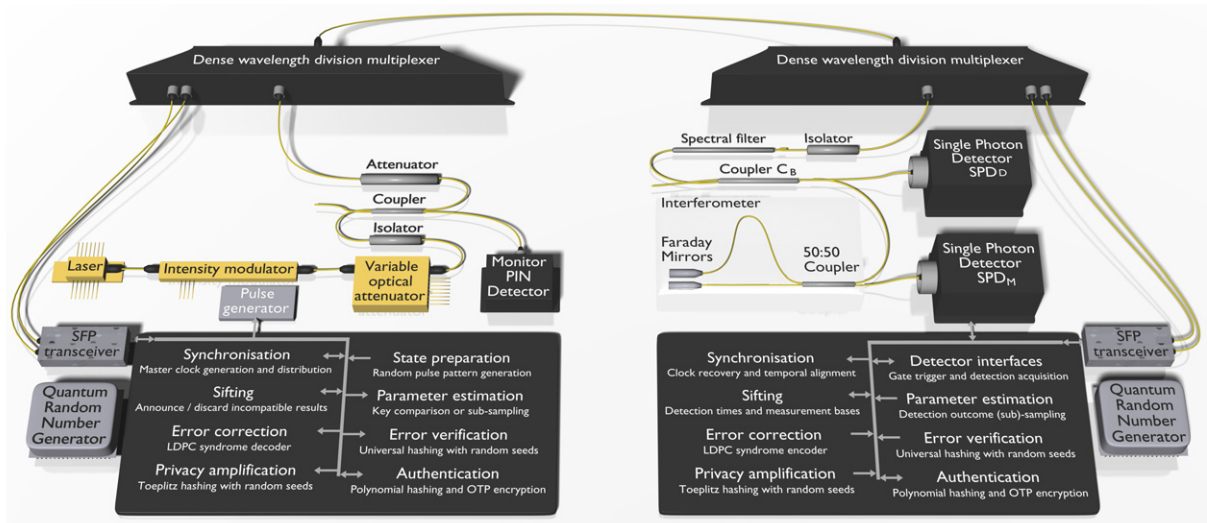 Dense wavelength division multiplexer
Attenuator
Coupler
Isolator
Laser
Intensity modulator
Variable
optical
attenuator
Monitor
PIN
Detector
Pulse
generator
SFP
transceiver
Quantum
Random
Number
Generator
Synchronisation
Master clock generation and distribution
Sifting
Announce / discard incompatible results
Error correction
LDPC syndrome decoder
Privacy amplification
Toeplitz hashing with random seeds
State preparation
Random pulse pattern generation
Parameter estimation
Key comparison or sub-sampling
Error verification
Universal hashing with random seeds
Authentication
Polynomial hashing and OTP encryption
Dense wavelength division multiplexer
Spectral filter
Isolator
Coupler CB
Single Photon
Detector
SPDD
Interferometer
Faraday
Mirrors
50:50
Coupler
Single Photon
Detector
SPDM
Synchronisation
Clock recovery and temporal alignment
Sifting
Detection times and measurement bases
Error correction
LDPC syndrome encoder
Privacy amplification
Toeplitz hashing with random seeds
Detector interfaces
Gate trigger and detection acquisition
Parameter estimation
Detection outcome (sub)-sampling
Error verification
Universal hashing with random seeds
Authentication
Polynomial hashing and OTP encryption
SFP
transceiver
Quantum
Random
Number
Generator